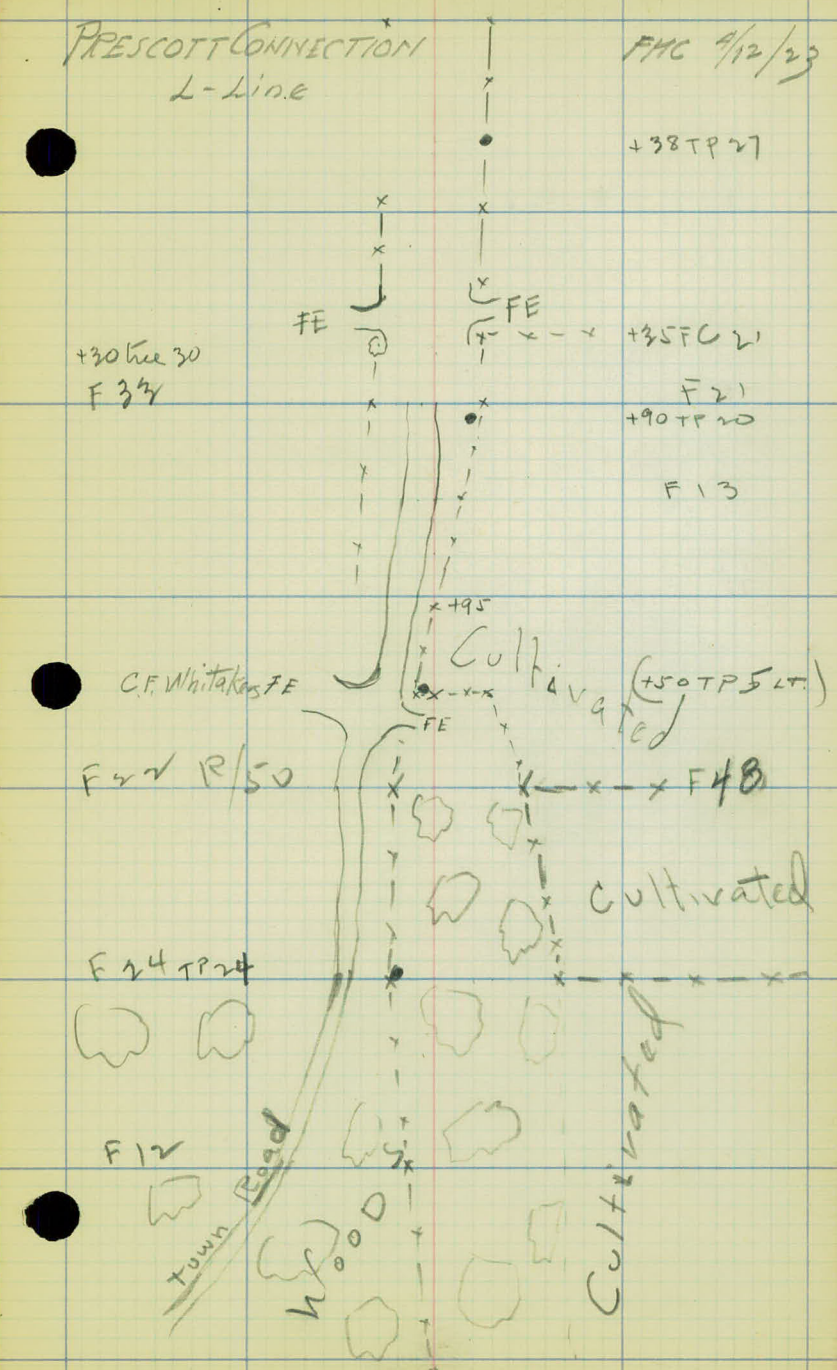 PRESCOTT CONNECTION
L-Line
FHC 9/12/23
+38 TP 27
FE
FE
+35 FC 21
+30 tree 30
F 33
F 21
+90 TP 20
F 13
+95
Cultivated
C.F. Whitakers FE
(+50 TP 5 LT.)
FE
F 22 R/50
F 48
Cultivated
F 24 TP 24
Cultivated
F 12
Town Road
WOOD